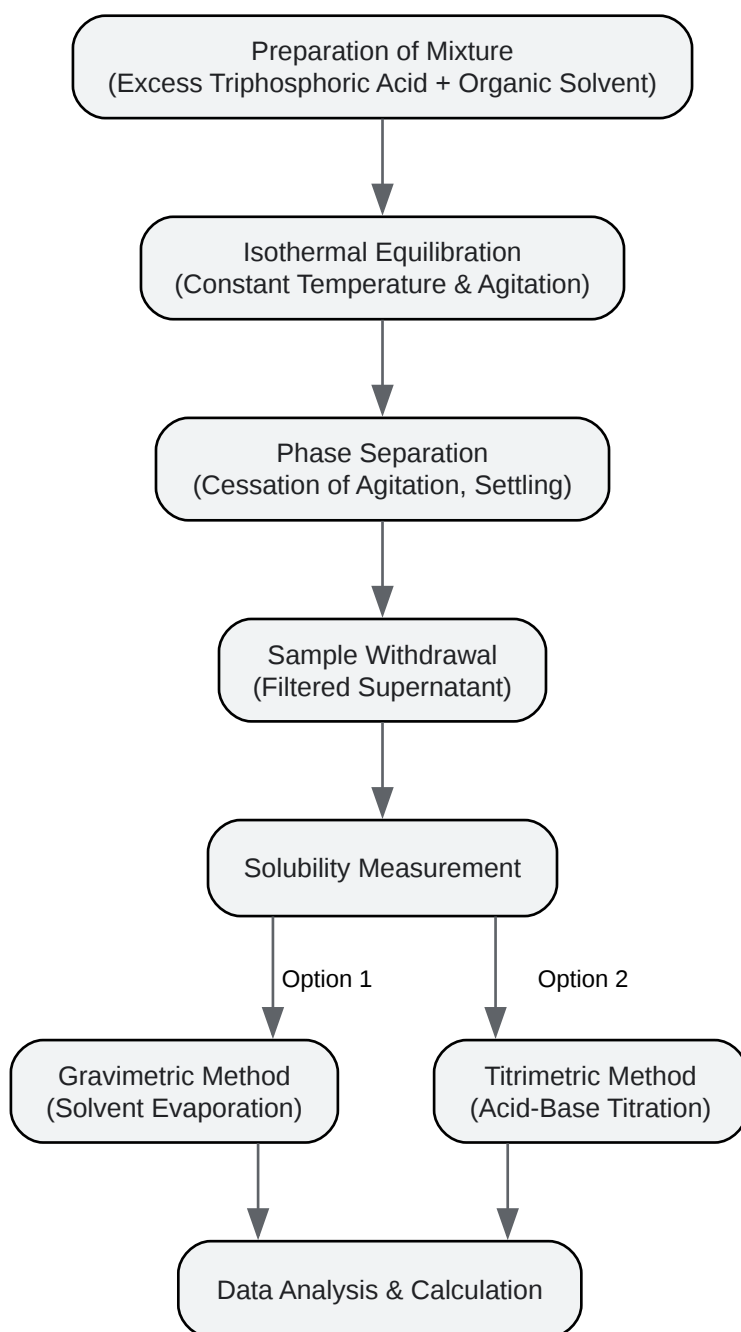 Preparation of Mixture
(Excess Triphosphoric Acid + Organic Solvent)
Isothermal Equilibration
(Constant Temperature & Agitation)
Phase Separation
(Cessation of Agitation, Settling)
Sample Withdrawal
(Filtered Supernatant)
Solubility Measurement
Option 1
Option 2
Gravimetric Method
(Solvent Evaporation)
Titrimetric Method
(Acid-Base Titration)
Data Analysis & Calculation